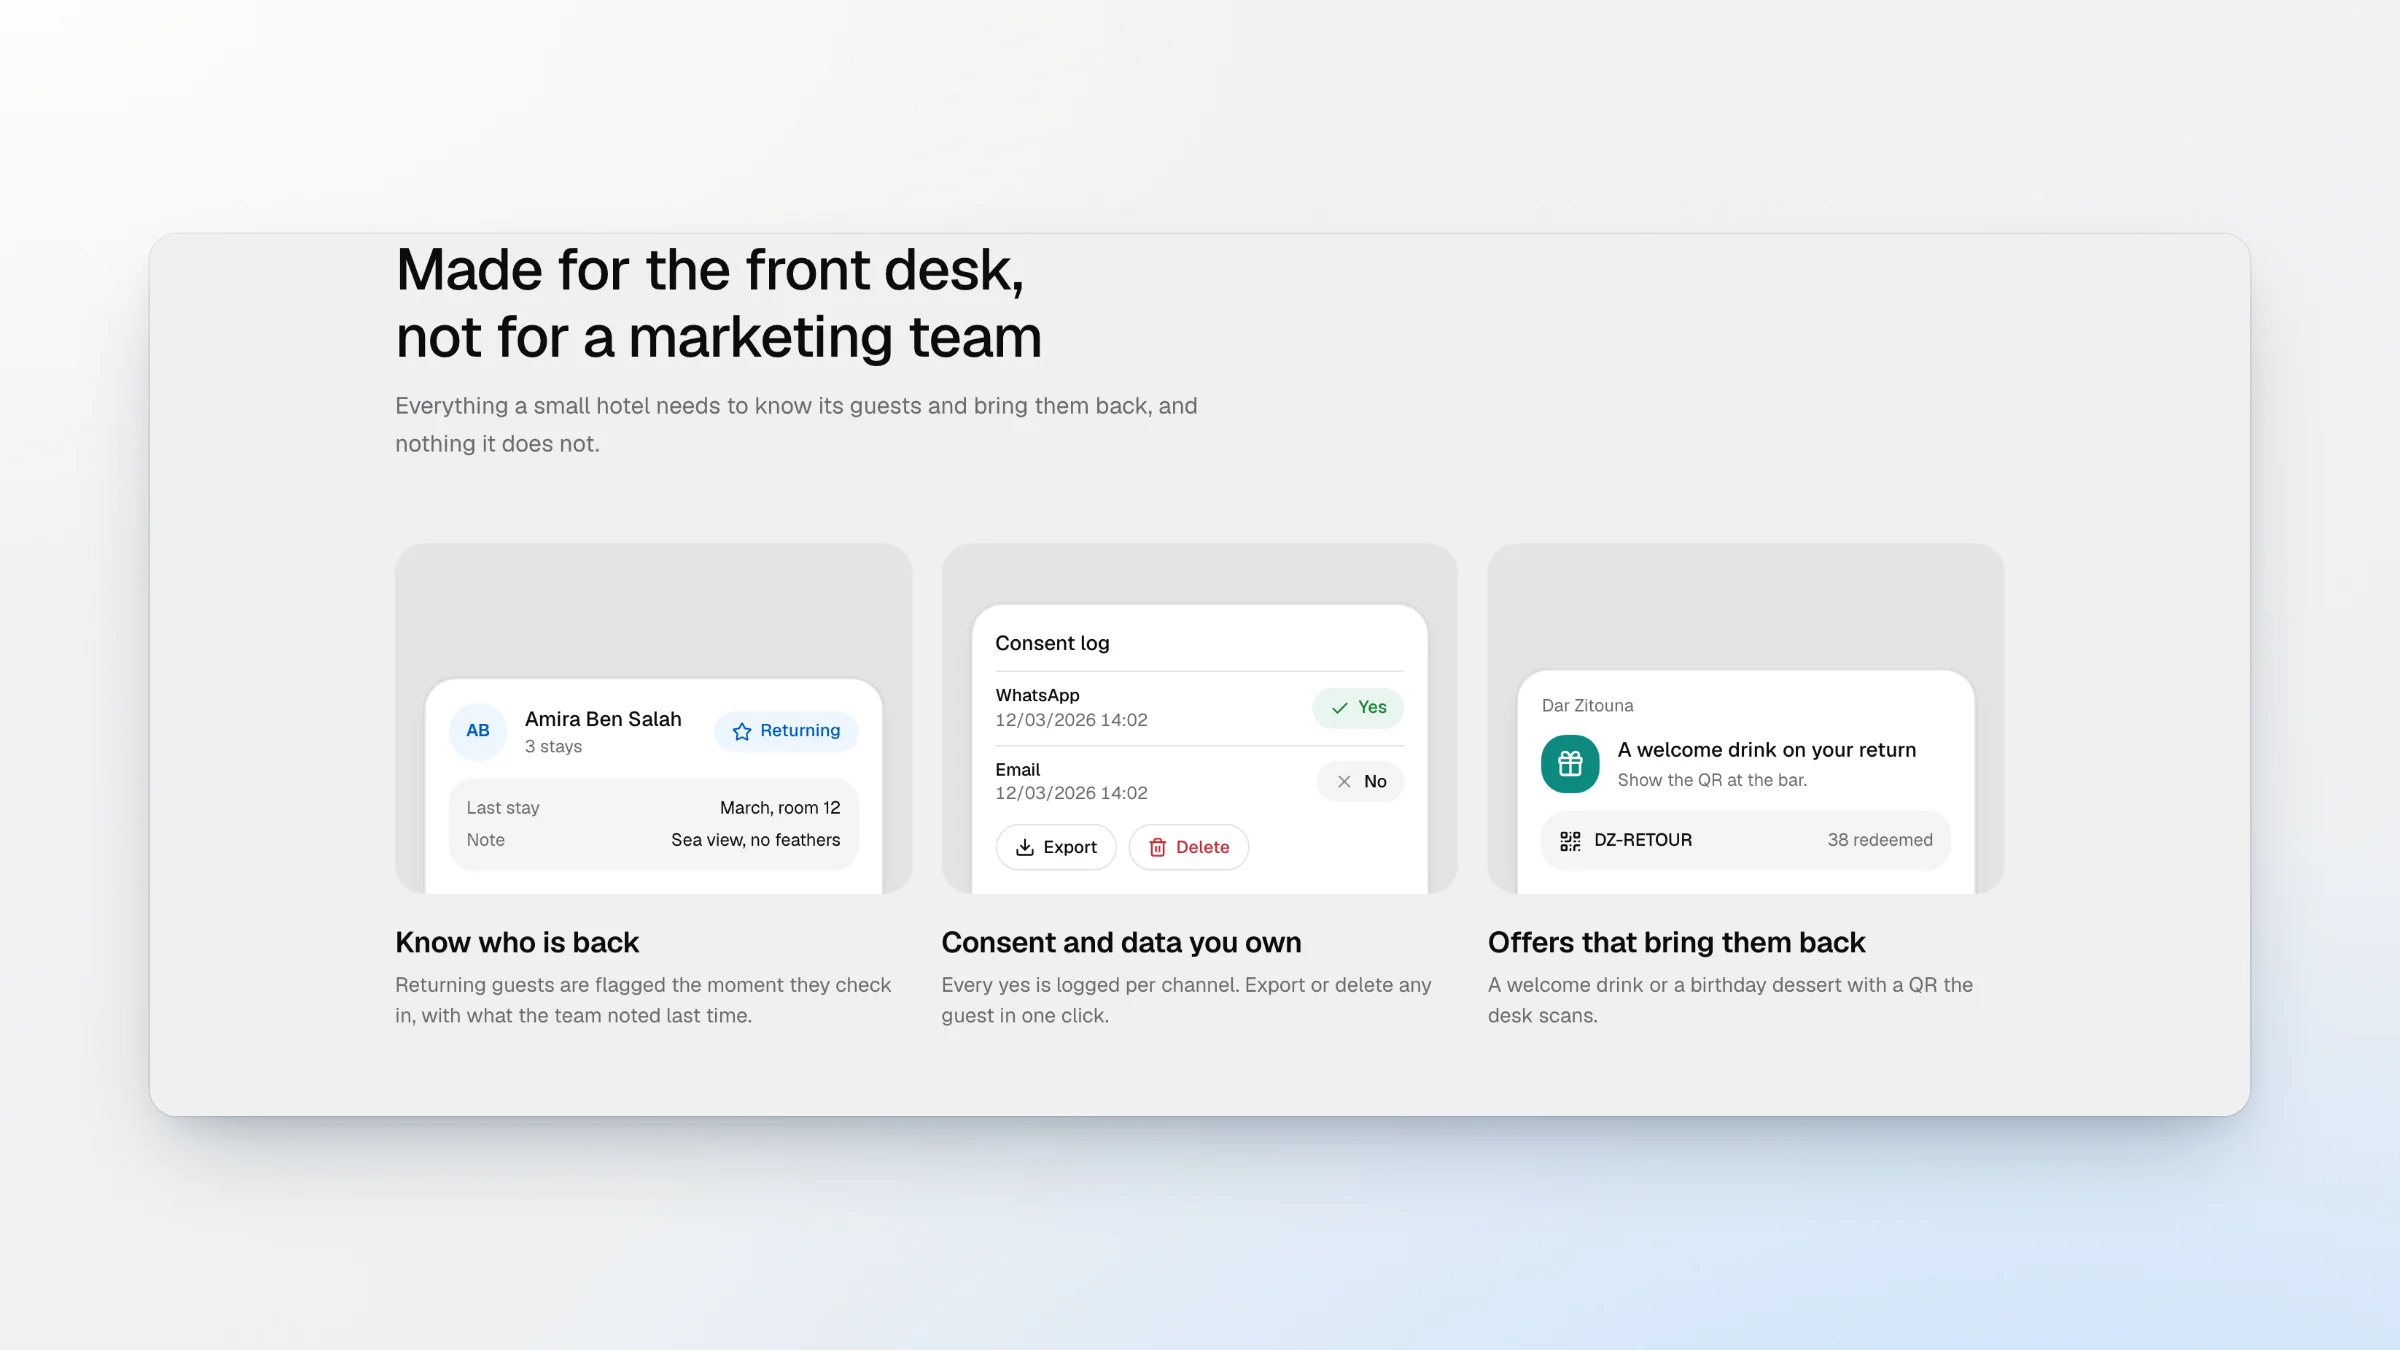 Made for the front desk,
not for a marketing team
Everything a small hotel needs to know its guests and bring them back, and
nothing it does not.
AB
Amira Ben Salah
3 stays
Returning
Last stay
March, room 12
Note
Sea view, no feathers
Know who is back
Returning guests are flagged the moment they check
in, with what the team noted last time.
Consent log
WhatsApp
12/03/2026 14:02
Yes
Email
12/03/2026 14:02
No
Export
Delete
Consent and data you own
Every yes is logged per channel. Export or delete any
guest in one click.
Dar Zitouna
A welcome drink on your return
Show the QR at the bar.
DZ-RETOUR
38 redeemed
Offers that bring them back
A welcome drink or a birthday dessert with a QR the
desk scans.